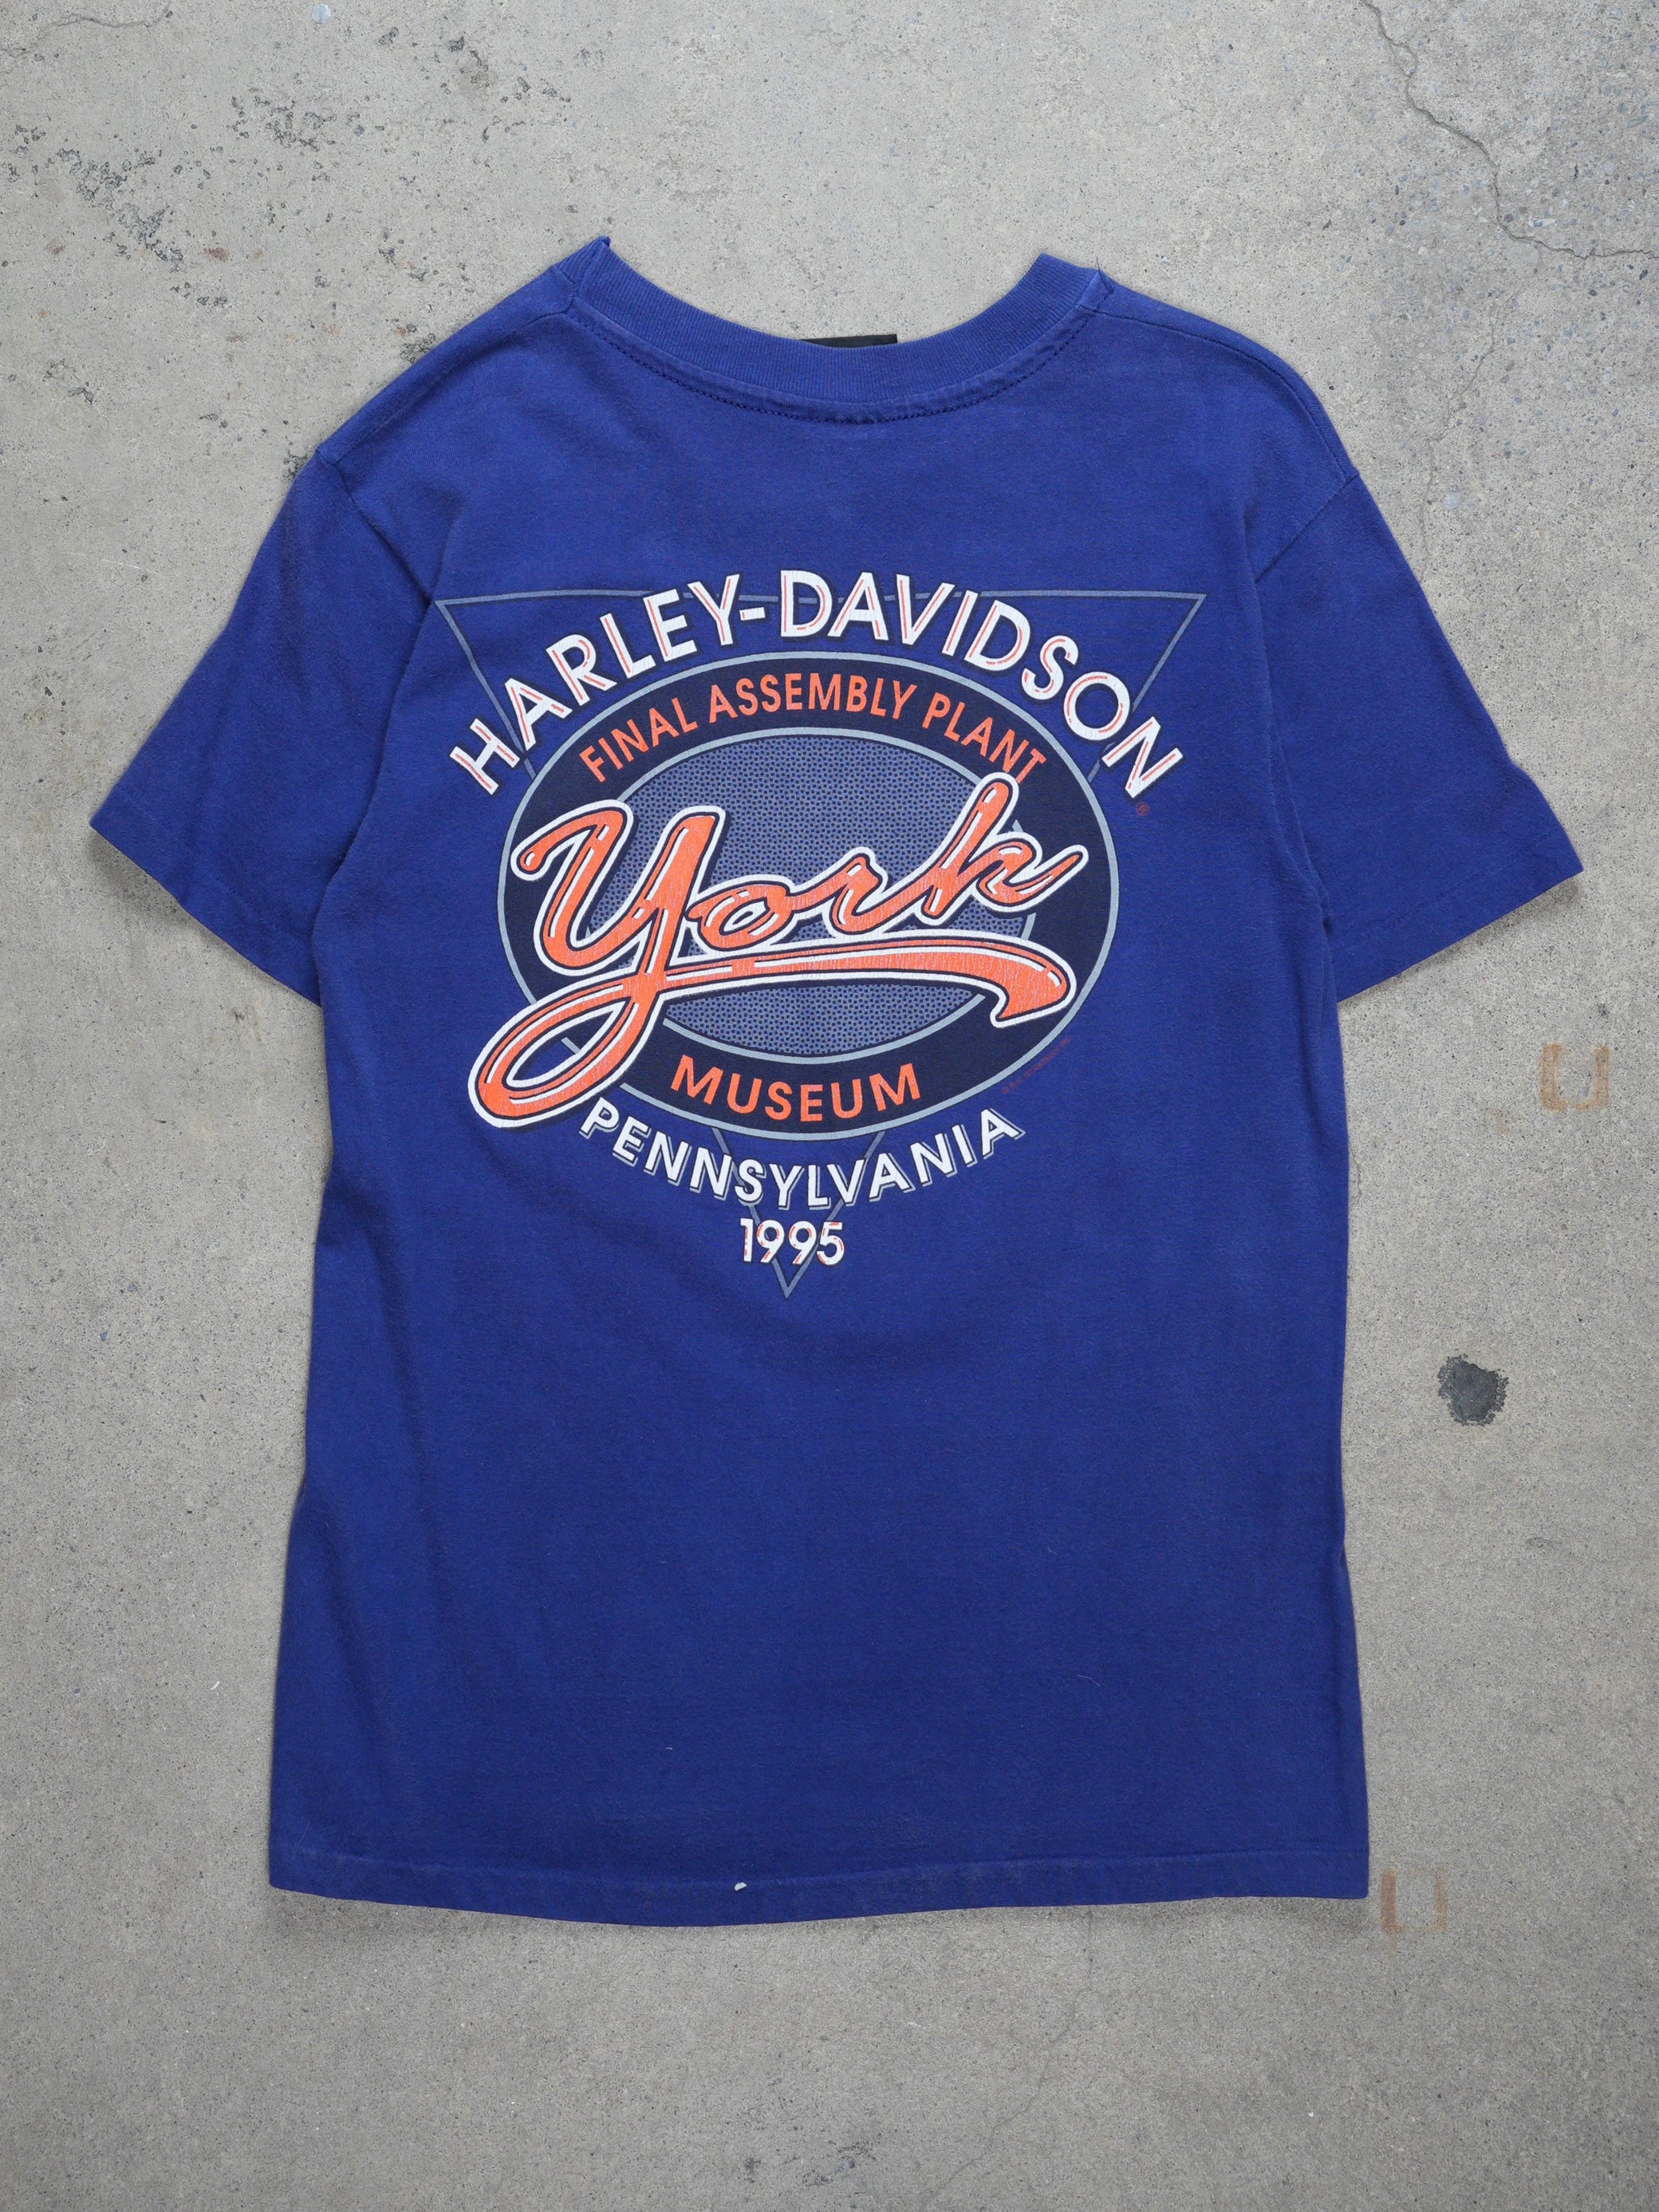 HARLEY-DAVIDSON
®
FINAL ASSEMBLY PLANT
York
MUSEUM
PENNSYLVANIA
1995